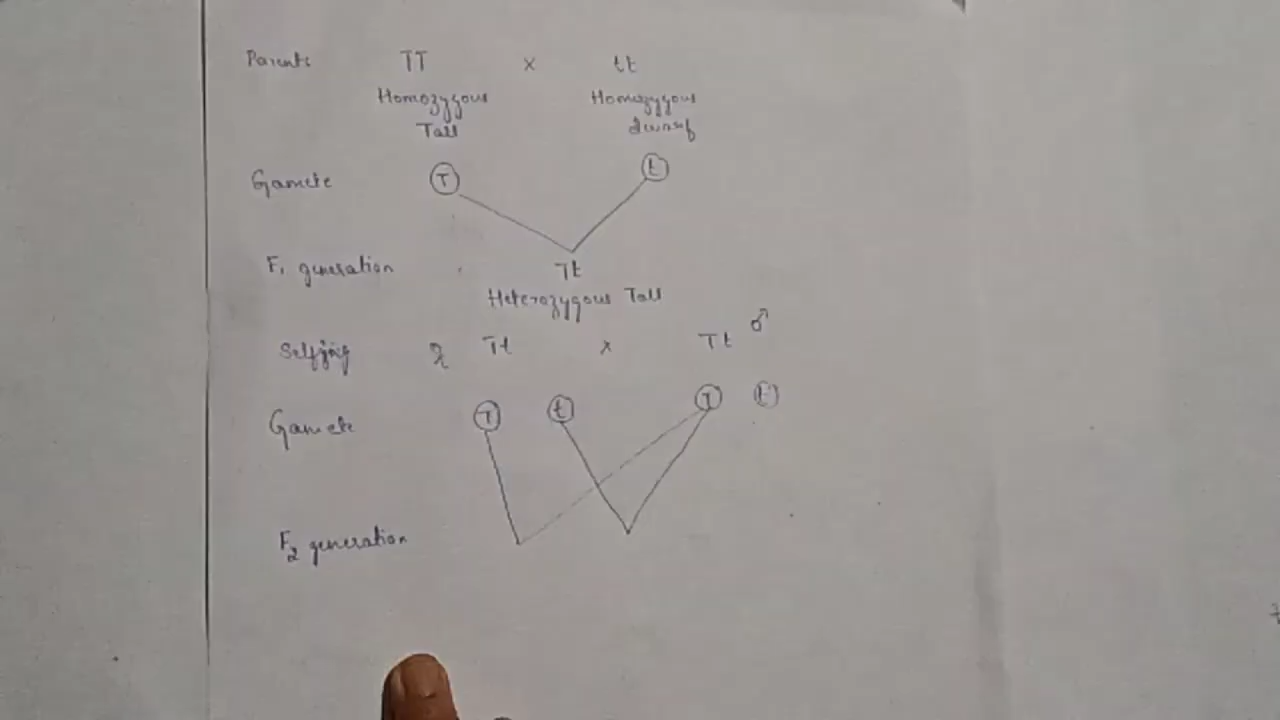 Parents TT x tt
Homozygous Homozygous
Tall dwarf
Gamete T t
F1 generation Tt
Heterozygous Tall
Selfing ♀ Tt x Tt ♂
Gamete T t T t
F2 generation